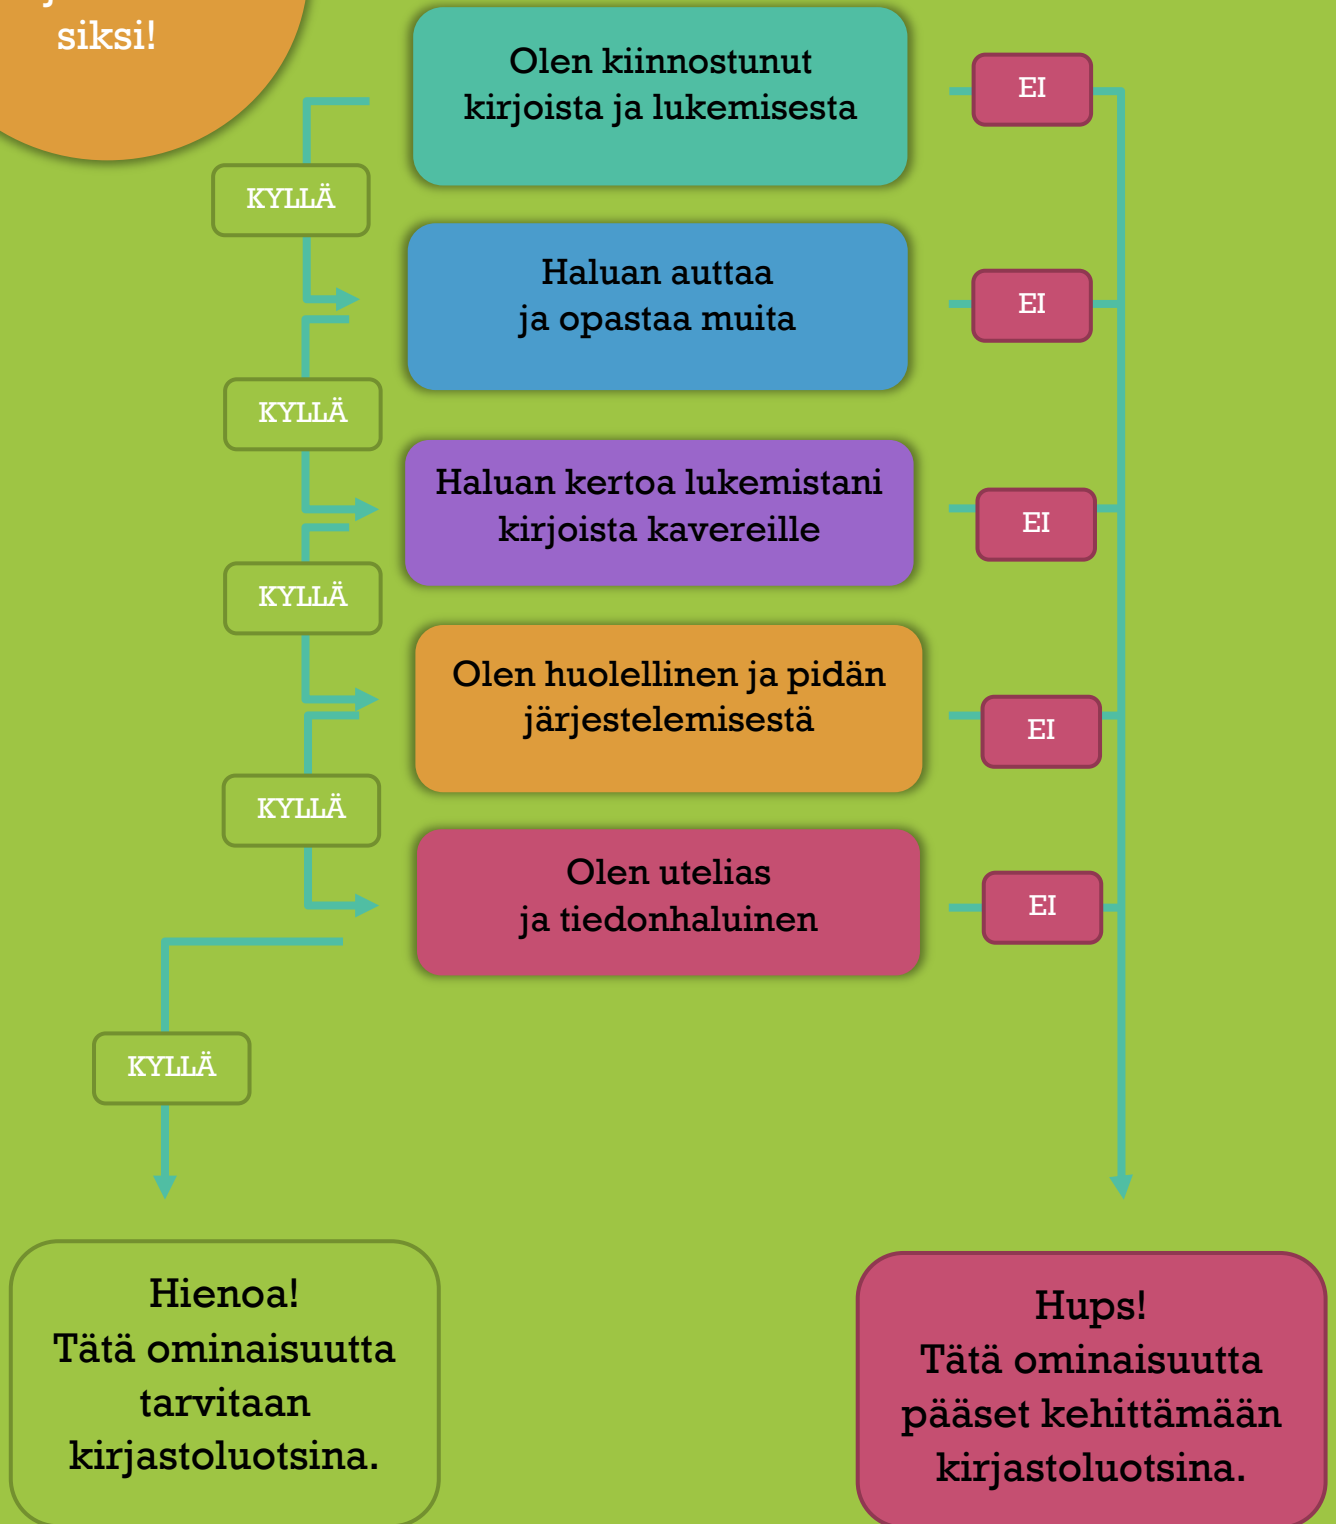 siksi!
Olen kiinnostunut
kirjoista ja lukemisesta
EI
KYLLÄ
Haluan auttaa
ja opastaa muita
EI
KYLLÄ
Haluan kertoa lukemistani
kirjoista kavereille
EI
KYLLÄ
Olen huolellinen ja pidän
järjestelemisestä
EI
KYLLÄ
Olen utelias
ja tiedonhaluinen
EI
KYLLÄ
Hienoa!
Tätä ominaisuutta
tarvitaan
kirjastoluotsina.
Hups!
Tätä ominaisuutta
pääset kehittämään
kirjastoluotsina.